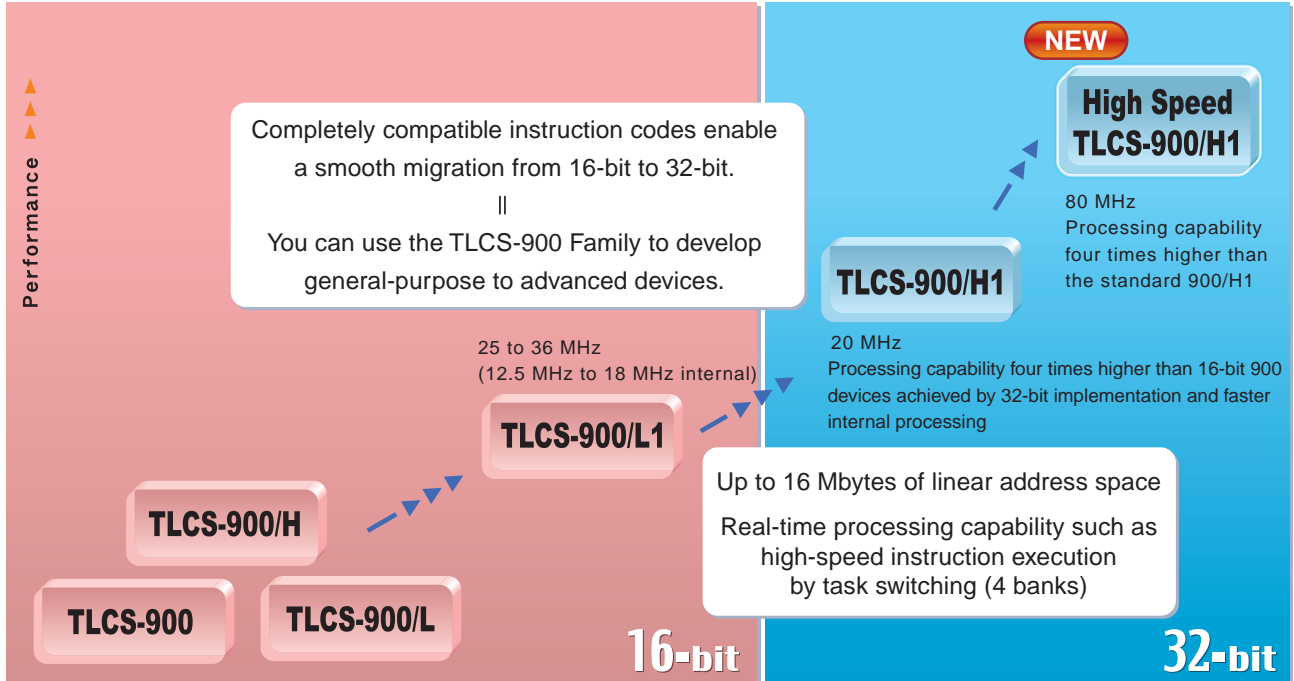 Performance
NEW
High Speed
TLCS-900/H1
80 MHz
Processing capability
four times higher than
the standard 900/H1
Completely compatible instruction codes enable
a smooth migration from 16-bit to 32-bit.
=
You can use the TLCS-900 Family to develop
general-purpose to advanced devices.
TLCS-900/H1
20 MHz
Processing capability four times higher than 16-bit 900
devices achieved by 32-bit implementation and faster
internal processing
25 to 36 MHz
(12.5 MHz to 18 MHz internal)
TLCS-900/L1
Up to 16 Mbytes of linear address space
Real-time processing capability such as
high-speed instruction execution
by task switching (4 banks)
TLCS-900/H
TLCS-900
TLCS-900/L
16-bit
32-bit